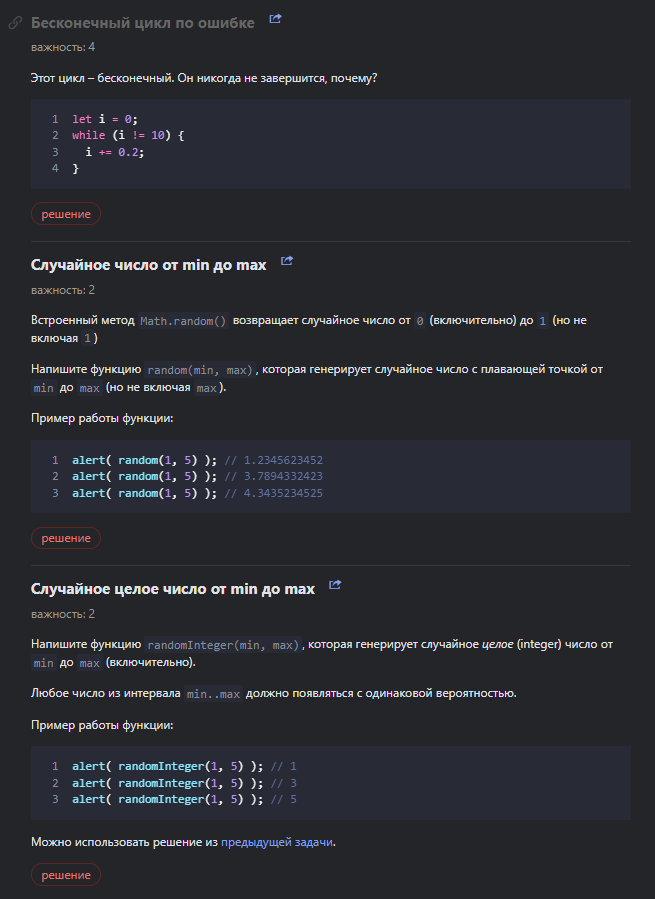 Бесконечный цикл по ошибке
важность: 4
Этот цикл – бесконечный. Он никогда не завершится, почему?
1 let i = 0;
2 while (i != 10) {
3   i += 0.2;
4 }
решение
Случайное число от min до max
важность: 2
Встроенный метод Math.random() возвращает случайное число от 0 (включительно) до 1 (но не
включая 1)
Напишите функцию random(min, max), которая генерирует случайное число с плавающей точкой от
min до max (но не включая max).
Пример работы функции:
1 alert( random(1, 5) ); // 1.2345623452
2 alert( random(1, 5) ); // 3.7894332423
3 alert( random(1, 5) ); // 4.3435234525
решение
Случайное целое число от min до max
важность: 2
Напишите функцию randomInteger(min, max), которая генерирует случайное целое (integer) число от
min до max (включительно).
Любое число из интервала min..max должно появляться с одинаковой вероятностью.
Пример работы функции:
1 alert( randomInteger(1, 5) ); // 1
2 alert( randomInteger(1, 5) ); // 3
3 alert( randomInteger(1, 5) ); // 5
Можно использовать решение из предыдущей задачи.
решение